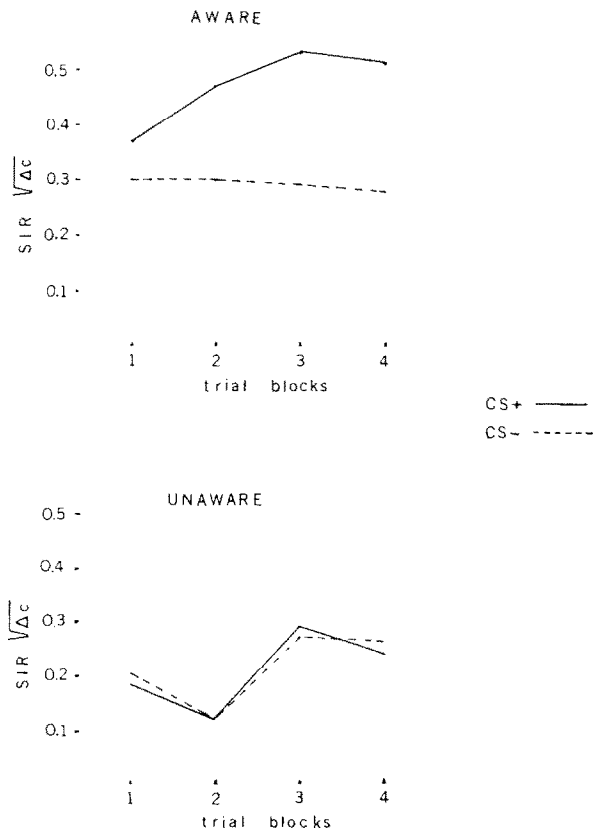 AWARE
0.5
0.4
0.3
0.2
0.1
SIR √Δc
1 2 3 4
trial blocks
CS+
CS-
UNAWARE
0.5
0.4
0.3
0.2
0.1
SIR √Δc
1 2 3 4
trial blocks